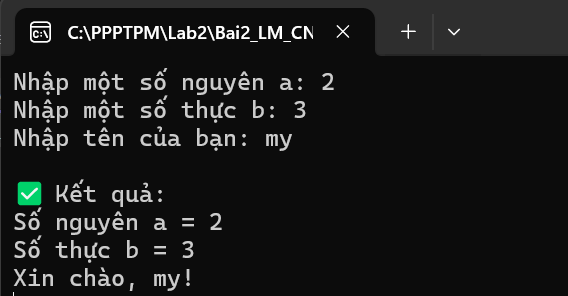 C:\PPPTPM\Lab2\Bai2_LM_CN
Nhập một số nguyên a: 2
Nhập một số thực b: 3
Nhập tên của bạn: my
✅ Kết quả:
Số nguyên a = 2
Số thực b = 3
Xin chào, my!